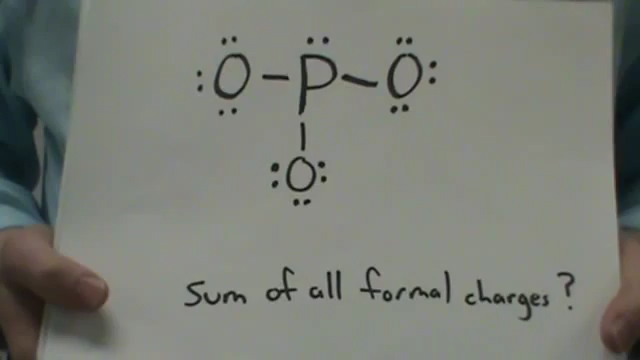 O - P - O
O
Sum of all formal charges?